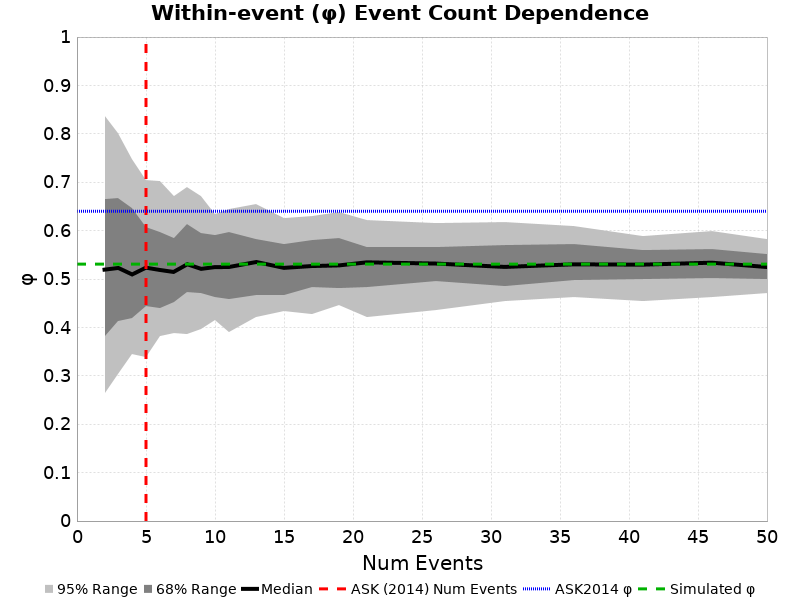 Within-event (φ) Event Count Dependence
1
0.9
0.8
0.7
0.6
0.5
0.4
0.3
0.2
0.1
0
φ
0 5 10 15 20 25 30 35 40 45 50
Num Events
95% Range 68% Range Median ASK (2014) Num Events ASK2014 φ Simulated φ